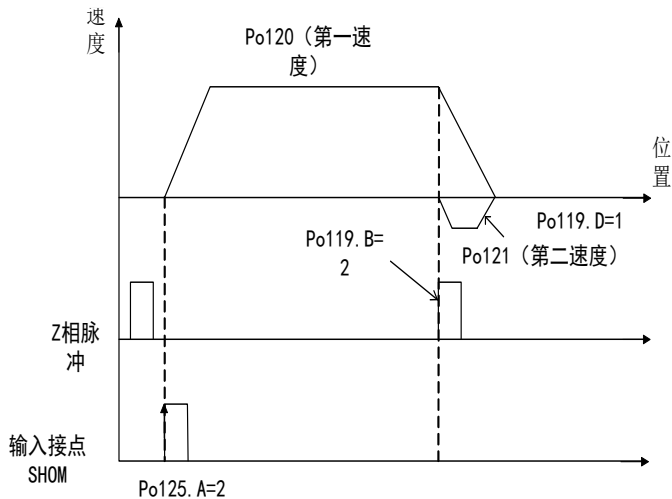 速
度
Po120（第一速
度）
位
置
Po119.D=1
Po119.B=
2
Po121（第二速度）
Z相脉
冲
输入接点
SHOM
Po125.A=2